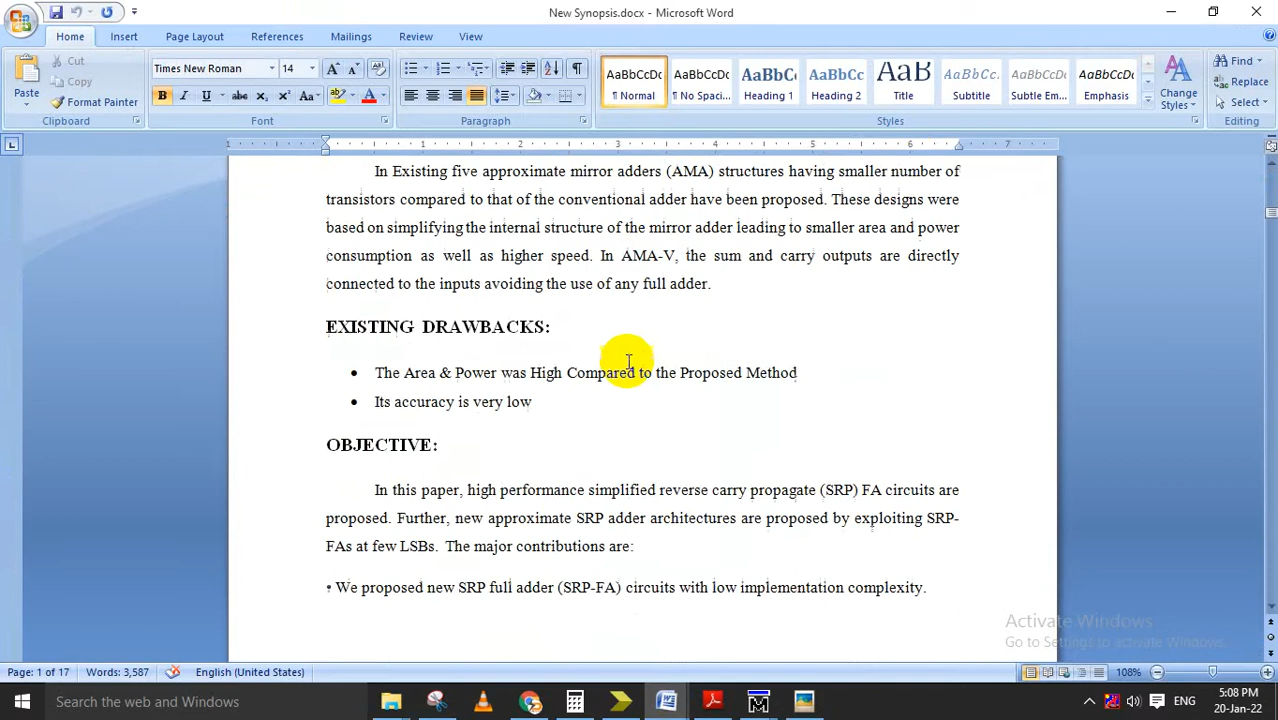 New Synopsis.docx - Microsoft Word
Home Insert Page Layout References Mailings Review View
Paste
Cut
Copy
Format Painter
Clipboard
Times New Roman 14
Font
Paragraph
AaBbCcDc AaBbCcDc AaBbCc AaBbCc AaB AaBbCc. AaBbCcDc AaBbCcDc
¶ Normal ¶ No Spaci... Heading 1 Heading 2 Title Subtitle Subtle Em... Emphasis
Change Styles
Styles
Find
Replace
Select
Editing
1 1 2 3 4 5 6 7
In Existing five approximate mirror adders (AMA) structures having smaller number of
transistors compared to that of the conventional adder have been proposed. These designs were
based on simplifying the internal structure of the mirror adder leading to smaller area and power
consumption as well as higher speed. In AMA-V, the sum and carry outputs are directly
connected to the inputs avoiding the use of any full adder.
EXISTING DRAWBACKS:
• The Area & Power was High Compared to the Proposed Method
• Its accuracy is very low
OBJECTIVE:
In this paper, high performance simplified reverse carry propagate (SRP) FA circuits are
proposed. Further, new approximate SRP adder architectures are proposed by exploiting SRP-
FAs at few LSBs. The major contributions are:
• We proposed new SRP full adder (SRP-FA) circuits with low implementation complexity.
Activate Windows
Go to Settings to activate Windows.
Page: 1 of 17 Words: 3,587 English (United States) 108%
Search the web and Windows
ENG
5:08 PM
20-Jan-22